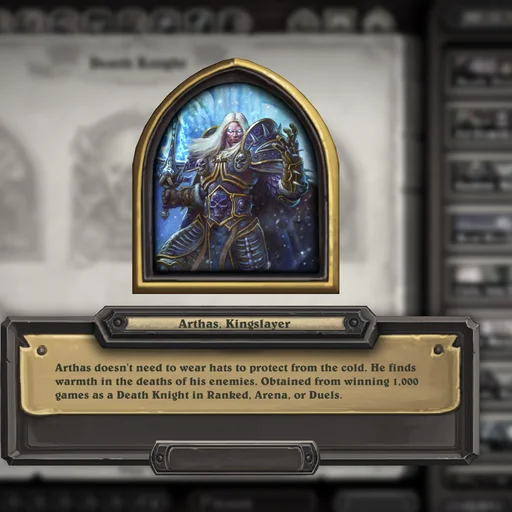 Death Knight
Arthas, Kingslayer
Arthas doesn't need to wear hats to protect from the cold. He finds
warmth in the deaths of his enemies. Obtained from winning 1,000
games as a Death Knight in Ranked, Arena, or Duels.